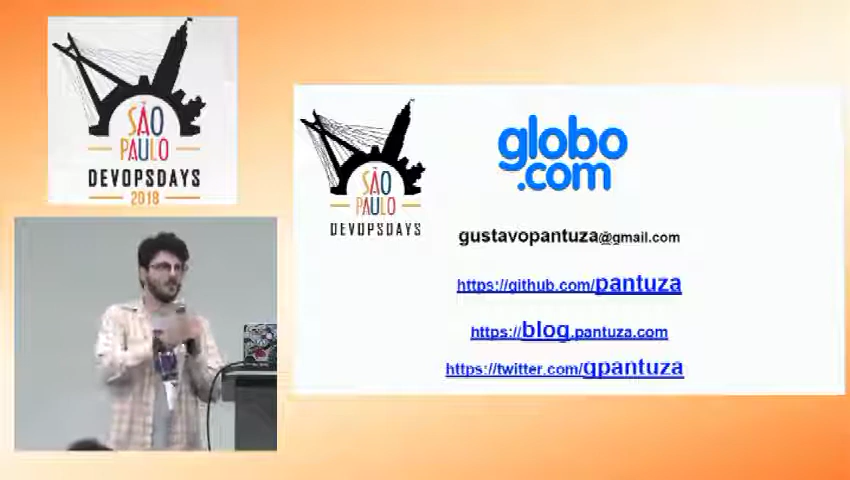 SÃO
PAULO
DEVOPSDAYS
2018
SÃO
PAULO
DEVOPSDAYS
globo
.com
gustavopantuza@gmail.com
https://github.com/pantuza
https://blog.pantuza.com
https://twitter.com/gpantuza